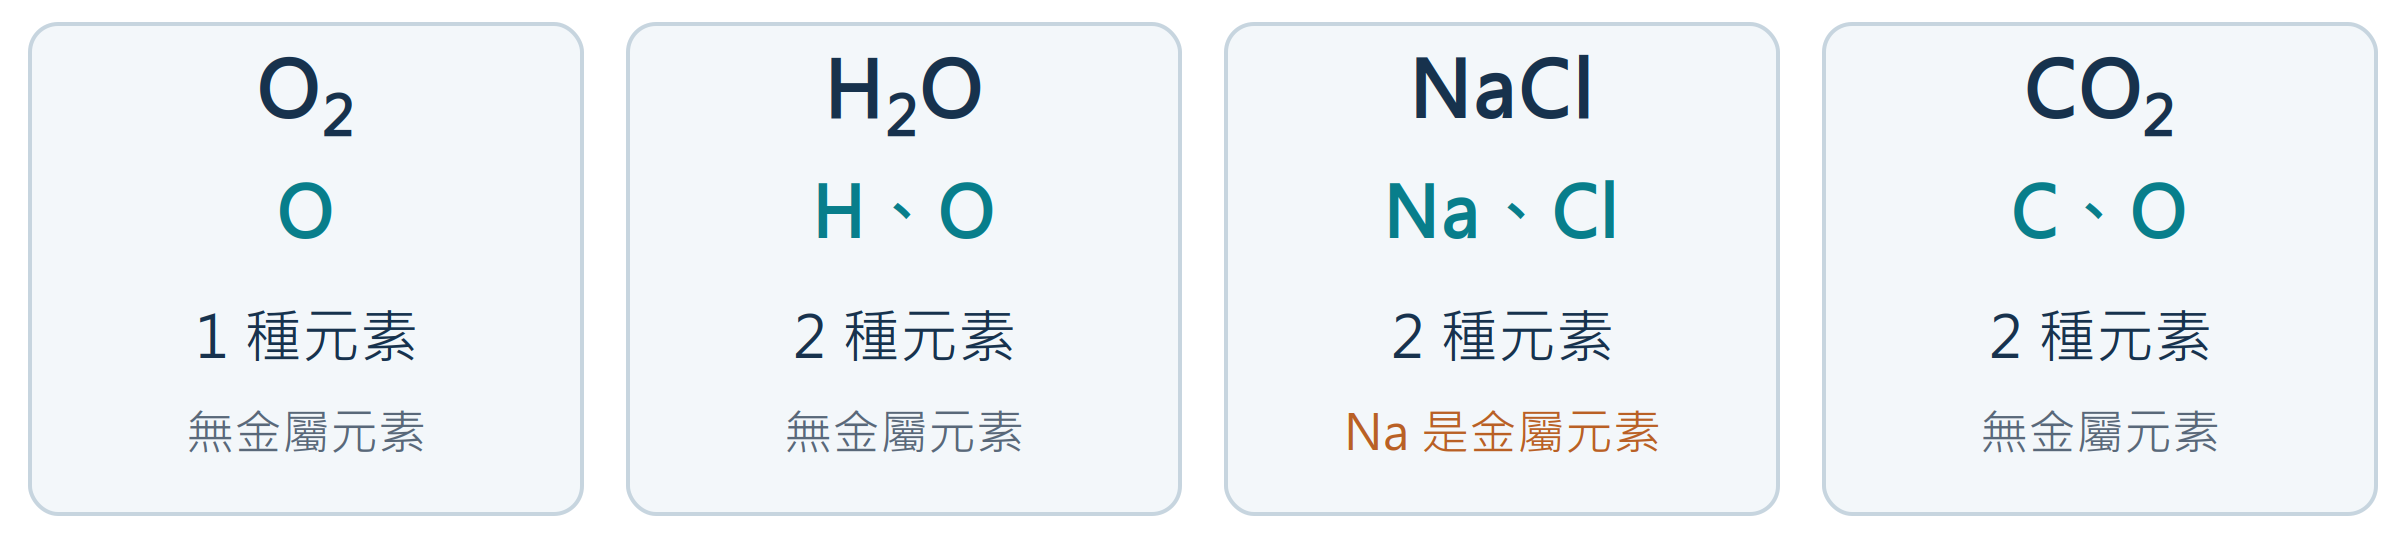 O₂
O
1 種元素
無金屬元素
H₂O
H、O
2 種元素
無金屬元素
NaCl
Na、Cl
2 種元素
Na 是金屬元素
CO₂
C、O
2 種元素
無金屬元素